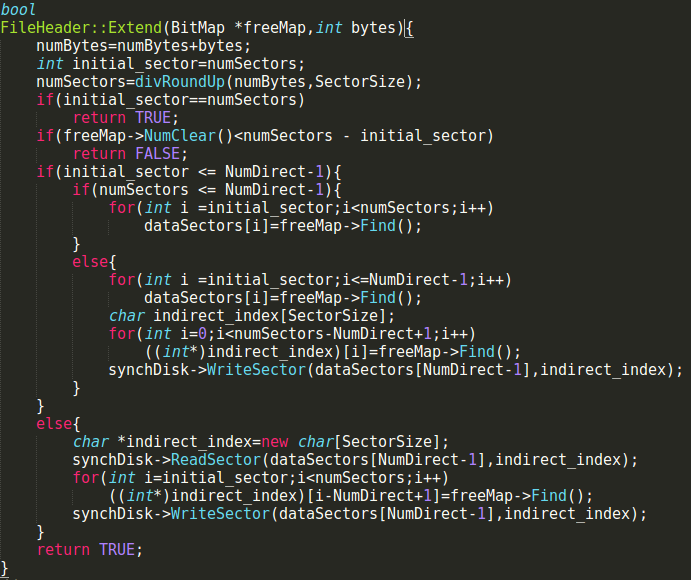 bool
FileHeader::Extend(BitMap *freeMap,int bytes){
    numBytes=numBytes+bytes;
    int initial_sector=numSectors;
    numSectors=divRoundUp(numBytes,SectorSize);
    if(initial_sector==numSectors)
        return TRUE;
    if(freeMap->NumClear()<numSectors - initial_sector)
        return FALSE;
    if(initial_sector <= NumDirect-1){
        if(numSectors <= NumDirect-1){
            for(int i =initial_sector;i<numSectors;i++)
                dataSectors[i]=freeMap->Find();
        }
        else{
            for(int i =initial_sector;i<=NumDirect-1;i++)
                dataSectors[i]=freeMap->Find();
            char indirect_index[SectorSize];
            for(int i=0;i<numSectors-NumDirect+1;i++)
                ((int*)indirect_index)[i]=freeMap->Find();
            synchDisk->WriteSector(dataSectors[NumDirect-1],indirect_index);
        }
    }
    else{
        char *indirect_index=new char[SectorSize];
        synchDisk->ReadSector(dataSectors[NumDirect-1],indirect_index);
        for(int i=initial_sector;i<numSectors;i++)
            ((int*)indirect_index)[i-NumDirect+1]=freeMap->Find();
        synchDisk->WriteSector(dataSectors[NumDirect-1],indirect_index);
    }
    return TRUE;
}